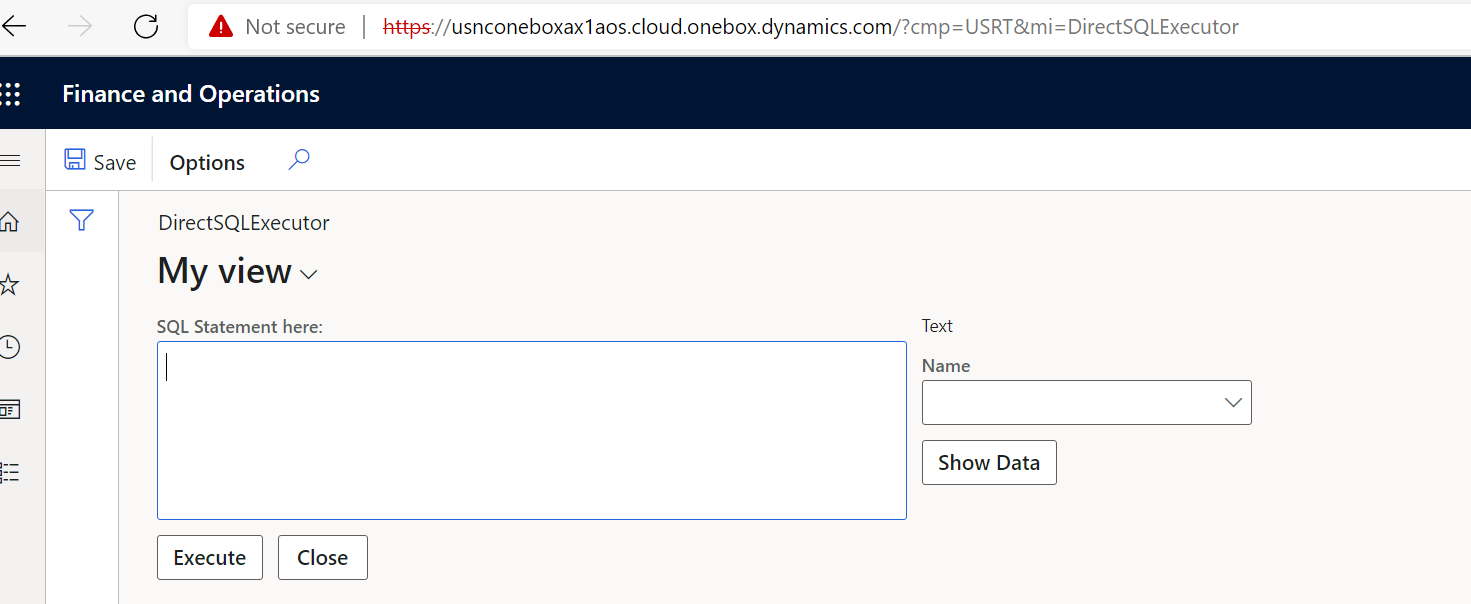 Not secure | https://usnconeboxax1aos.cloud.onebox.dynamics.com/?cmp=USRT&mi=DirectSQLExecutor
Finance and Operations
Save Options
DirectSQLExecutor
My view
SQL Statement here:
Text
Name
Show Data
Execute Close